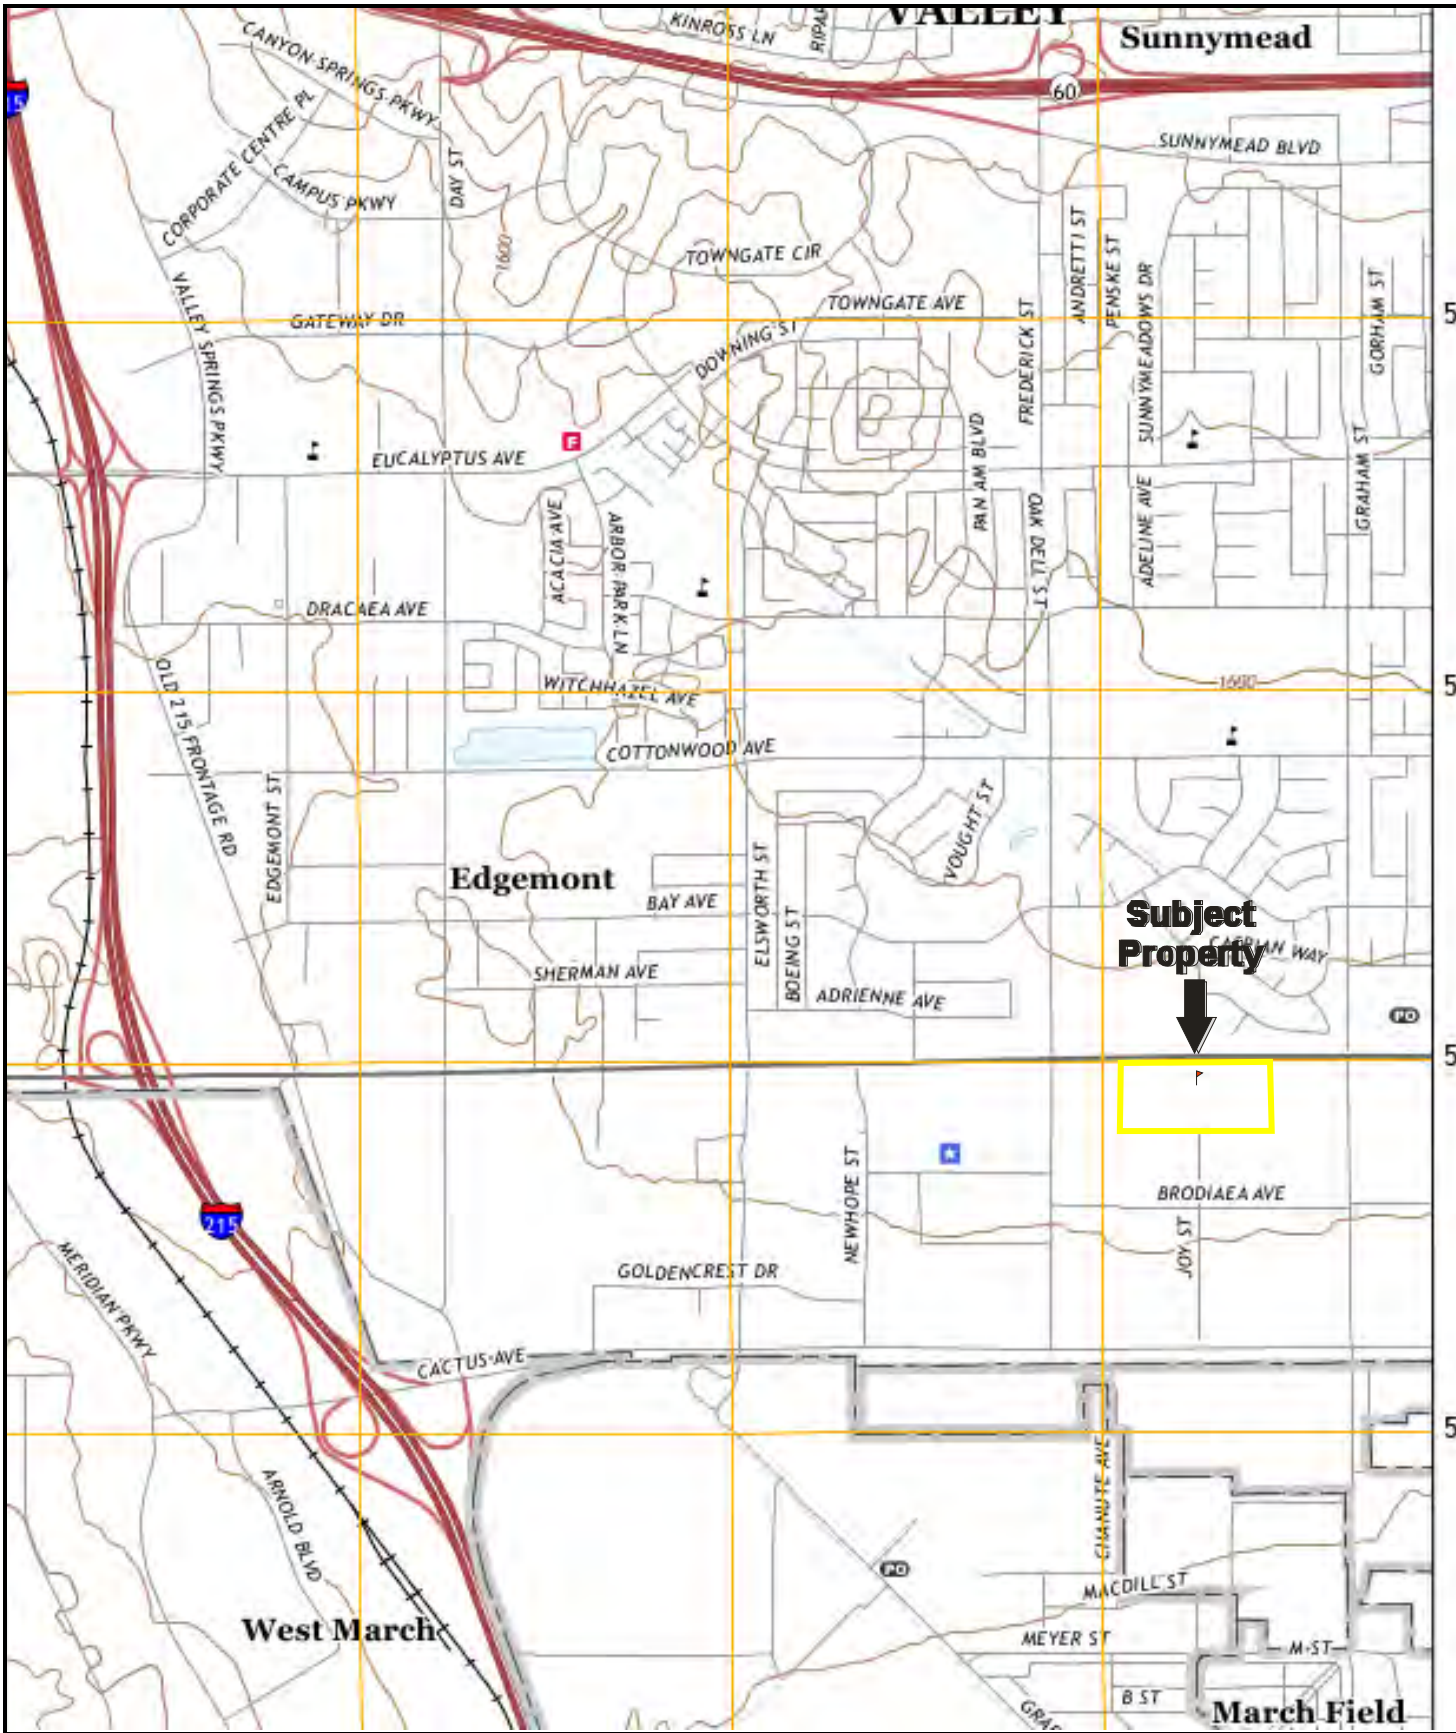 VALLEY
KINROSS LN
Sunnymead
CANYON SPRINGS PKWY
60
15
SUNNYMEAD BLVD
CORPORATE CENTRE PL
CAMPUS PKWY
DAY ST
1600
TOWNGATE CIR
ANDRETTI ST
PENSKE ST
SUNNYMEADOWS DR
GORHAM ST
VALLEY SPRINGS PKWY
GATEWAY DR
TOWNGATE AVE
DOWNING ST
FREDERICK ST
5
F
EUCALYPTUS AVE
PAN AM BLVD
GRAHAM ST
ACACIA AVE
ARBOR PARK LN
OAK DELL ST
ADELINE AVE
DRACAEA AVE
OLD 215 FRONTAGE RD
WITCHHAZEL AVE
1600
5
COTTONWOOD AVE
EDGEMONT ST
VOUGHT ST
Edgemont
ELSWORTH ST
BAY AVE
BOEING ST
Subject
Property
CASPIAN WAY
SHERMAN AVE
ADRIENNE AVE
PO
5
NEWHOPE ST
BRODIAEA AVE
JOY ST
215
MERIDIAN PKWY
GOLDENCREST DR
CACTUS AVE
5
CHANUTE AVE
ARNOLD BLVD
PO
MACDILL ST
West March
MEYER ST
M ST
B ST
March Field